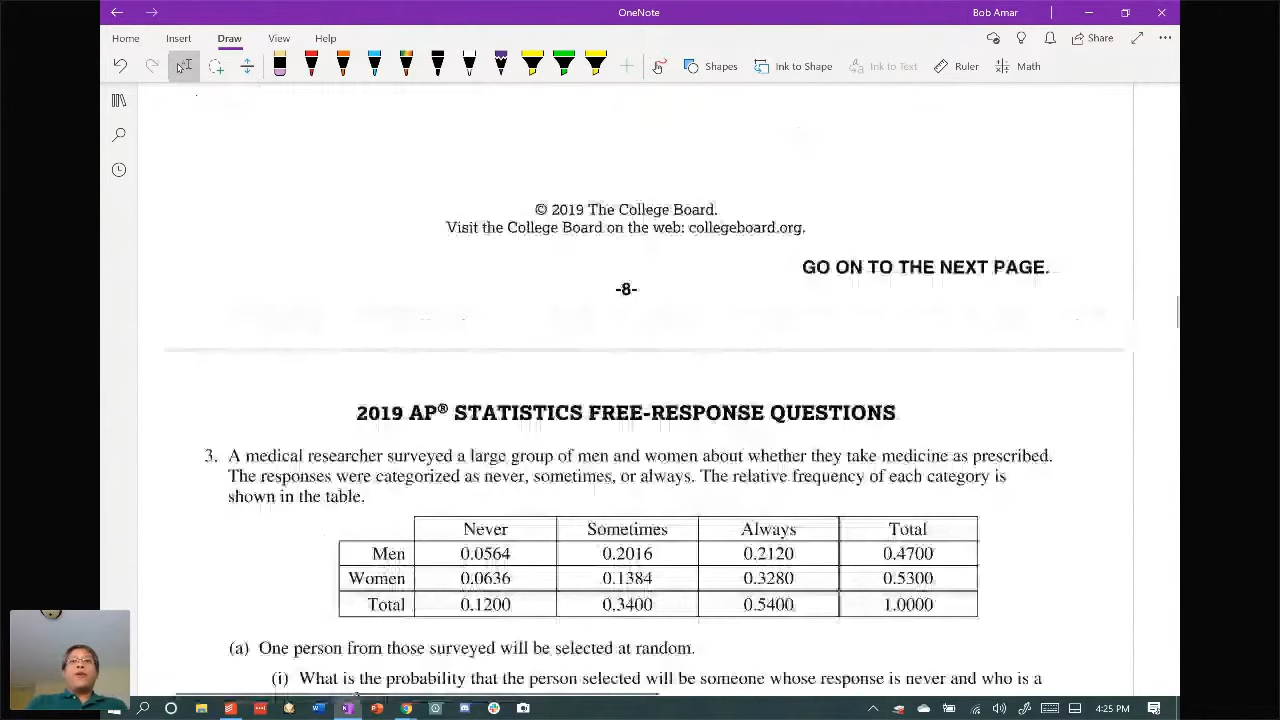 OneNote
Bob Amar
Home Insert Draw View Help
Share
Shapes
Ink to Shape
Ink to Text
Ruler
Math
© 2019 The College Board.
Visit the College Board on the web: collegeboard.org.
GO ON TO THE NEXT PAGE.
-8-
2019 AP® STATISTICS FREE-RESPONSE QUESTIONS
3. A medical researcher surveyed a large group of men and women about whether they take medicine as prescribed.
The responses were categorized as never, sometimes, or always. The relative frequency of each category is
shown in the table.
Never Sometimes Always Total
Men 0.0564 0.2016 0.2120 0.4700
Women 0.0636 0.1384 0.3280 0.5300
Total 0.1200 0.3400 0.5400 1.0000
(a) One person from those surveyed will be selected at random.
(i) What is the probability that the person selected will be someone whose response is never and who is a
4:25 PM